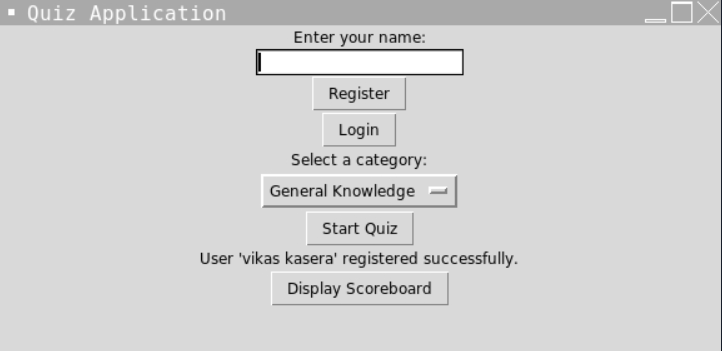 Quiz Application
Enter your name:
Register
Login
Select a category:
General Knowledge
Start Quiz
User 'vikas kasera' registered successfully.
Display Scoreboard